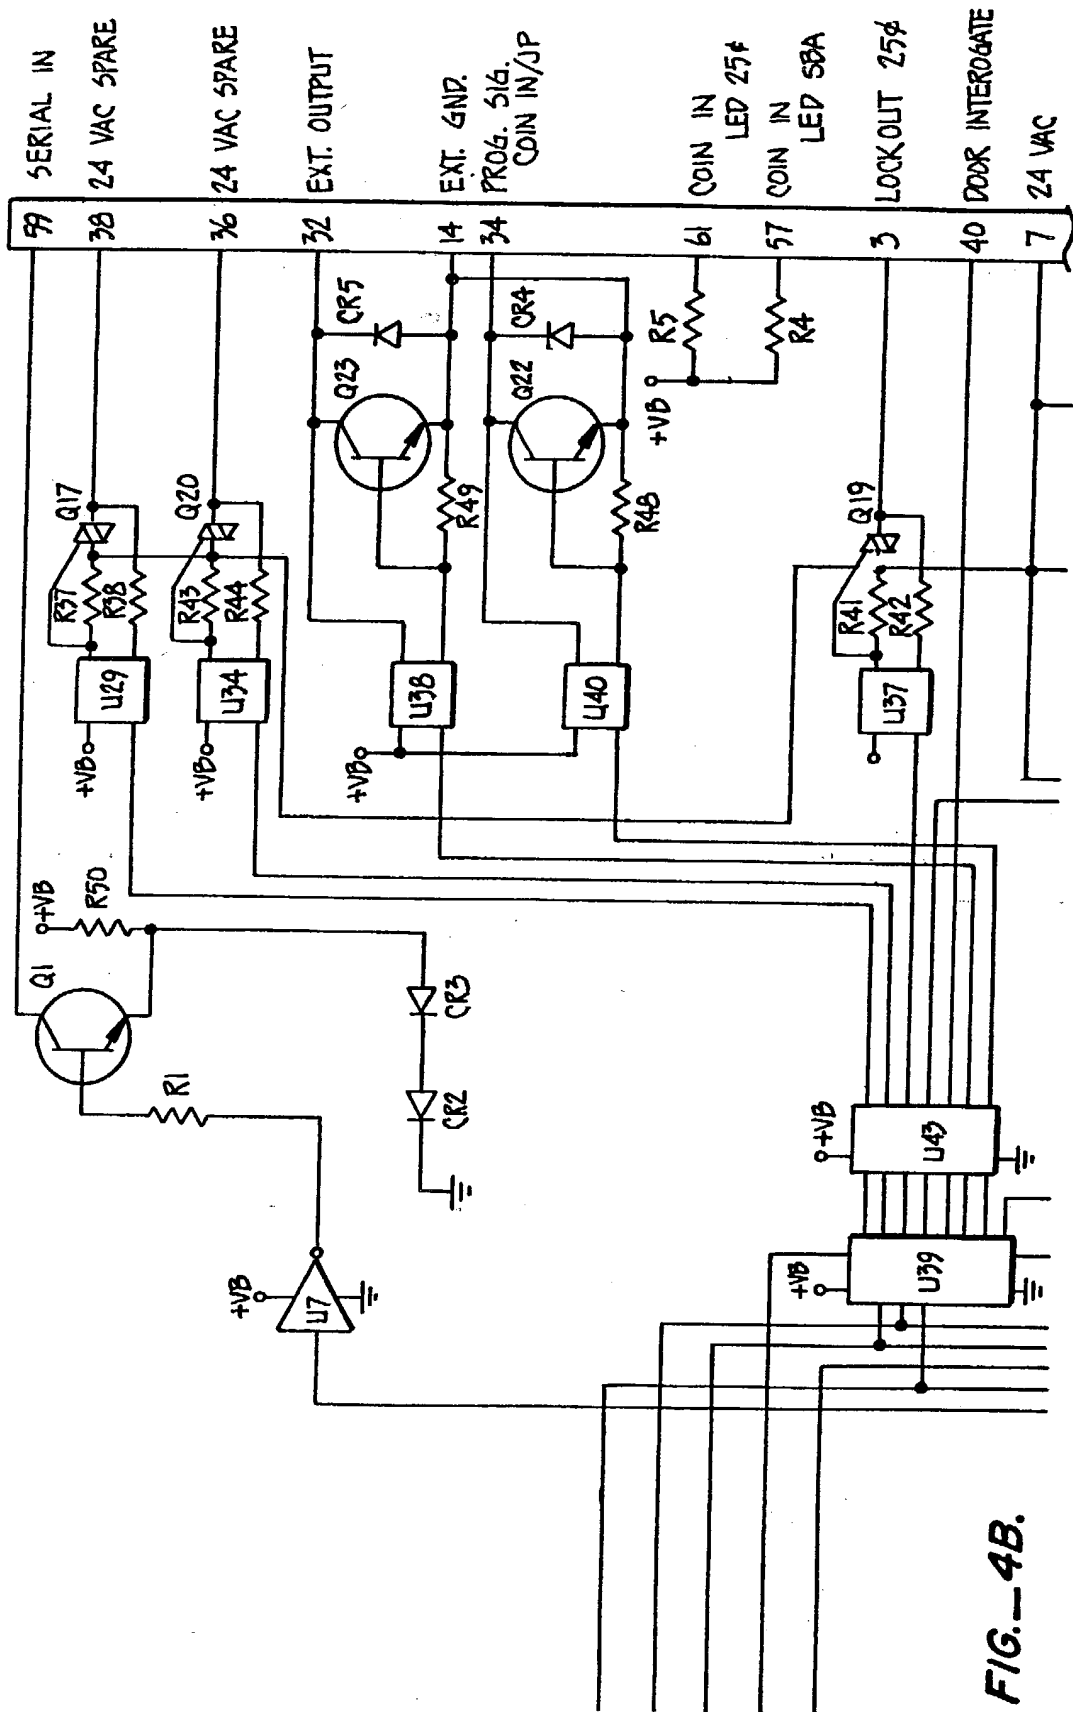 59 SERIAL IN
38 24 VAC SPARE
36 24 VAC SPARE
32 EXT. OUTPUT
14 EXT. GND.
34 PROG. SIG.
COIN IN/JP
61 COIN IN
LED 25¢
57 COIN IN
LED SBA
3 LOCKOUT 25¢
40 DOOR INTEROGATE
7 24 VAC
Q17
R37
R38
U29
+VB
Q20
R43
R44
U34
+VB
CR5
Q23
R49
U38
+VB
CR4
Q22
R48
U40
R5
R4
+VB
Q19
R41
R42
U37
+VB
R50
Q1
R1
CR3
CR2
+VB
U7
+VB
U43
+VB
U39
FIG._4B.